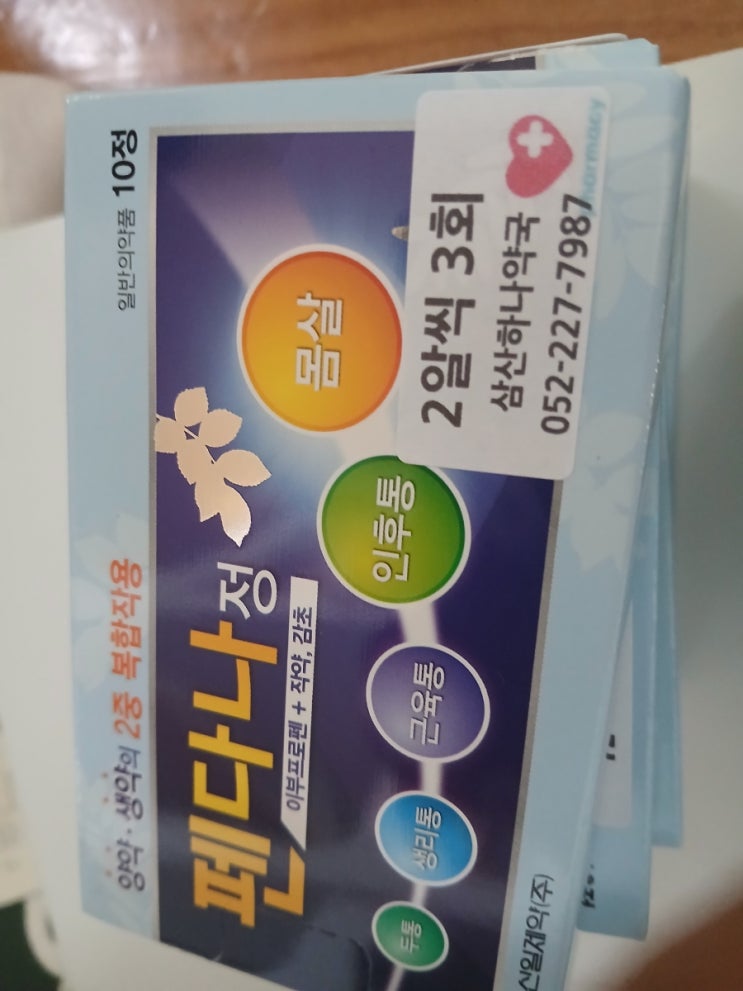 양약·생약의 2중 복합작용
일반의약품 10정
펜다나정
이부프로펜 + 작약, 감초
두통
생리통
근육통
인후통
몸살
2알씩 3회
삼산하나약국
052-227-7987
pharmacy
신일제약(주)